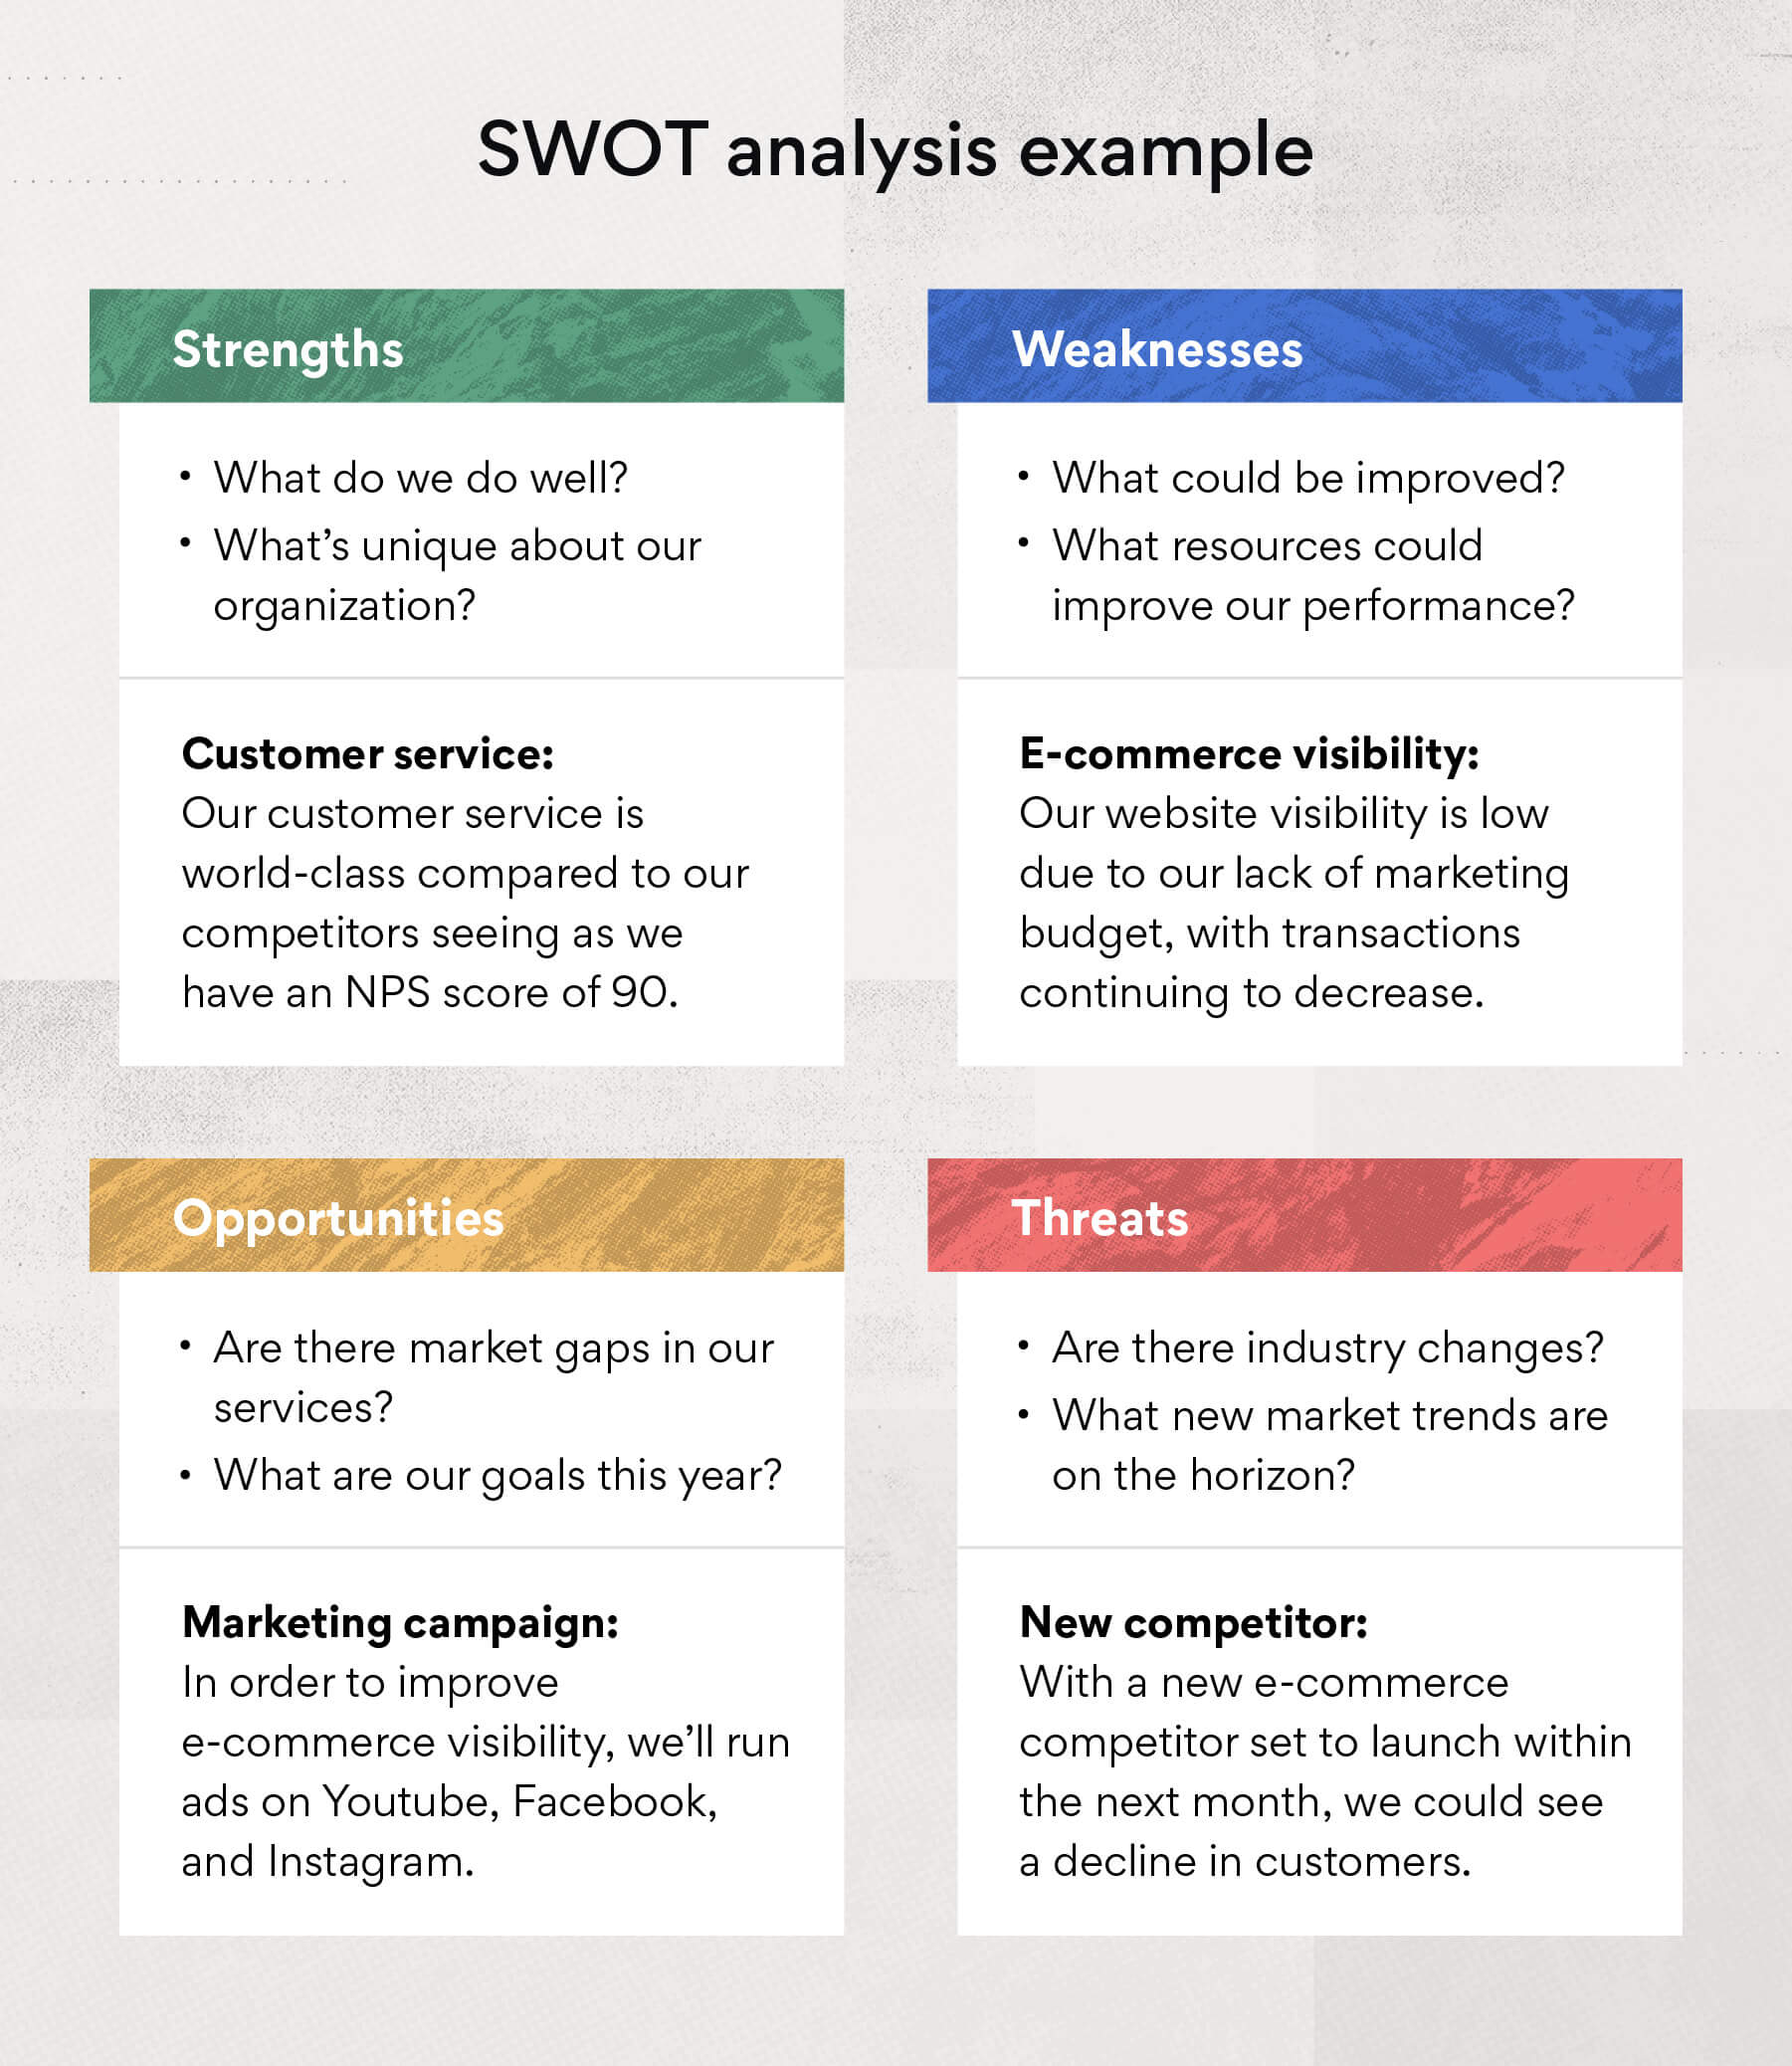 SWOT analysis example
Strengths
• What do we do well?
• What’s unique about our
organization?
Customer service:
Our customer service is
world-class compared to our
competitors seeing as we
have an NPS score of 90.
Weaknesses
• What could be improved?
• What resources could
improve our performance?
E-commerce visibility:
Our website visibility is low
due to our lack of marketing
budget, with transactions
continuing to decrease.
Opportunities
• Are there market gaps in our
services?
• What are our goals this year?
Marketing campaign:
In order to improve
e-commerce visibility, we’ll run
ads on Youtube, Facebook,
and Instagram.
Threats
• Are there industry changes?
• What new market trends are
on the horizon?
New competitor:
With a new e-commerce
competitor set to launch within
the next month, we could see
a decline in customers.